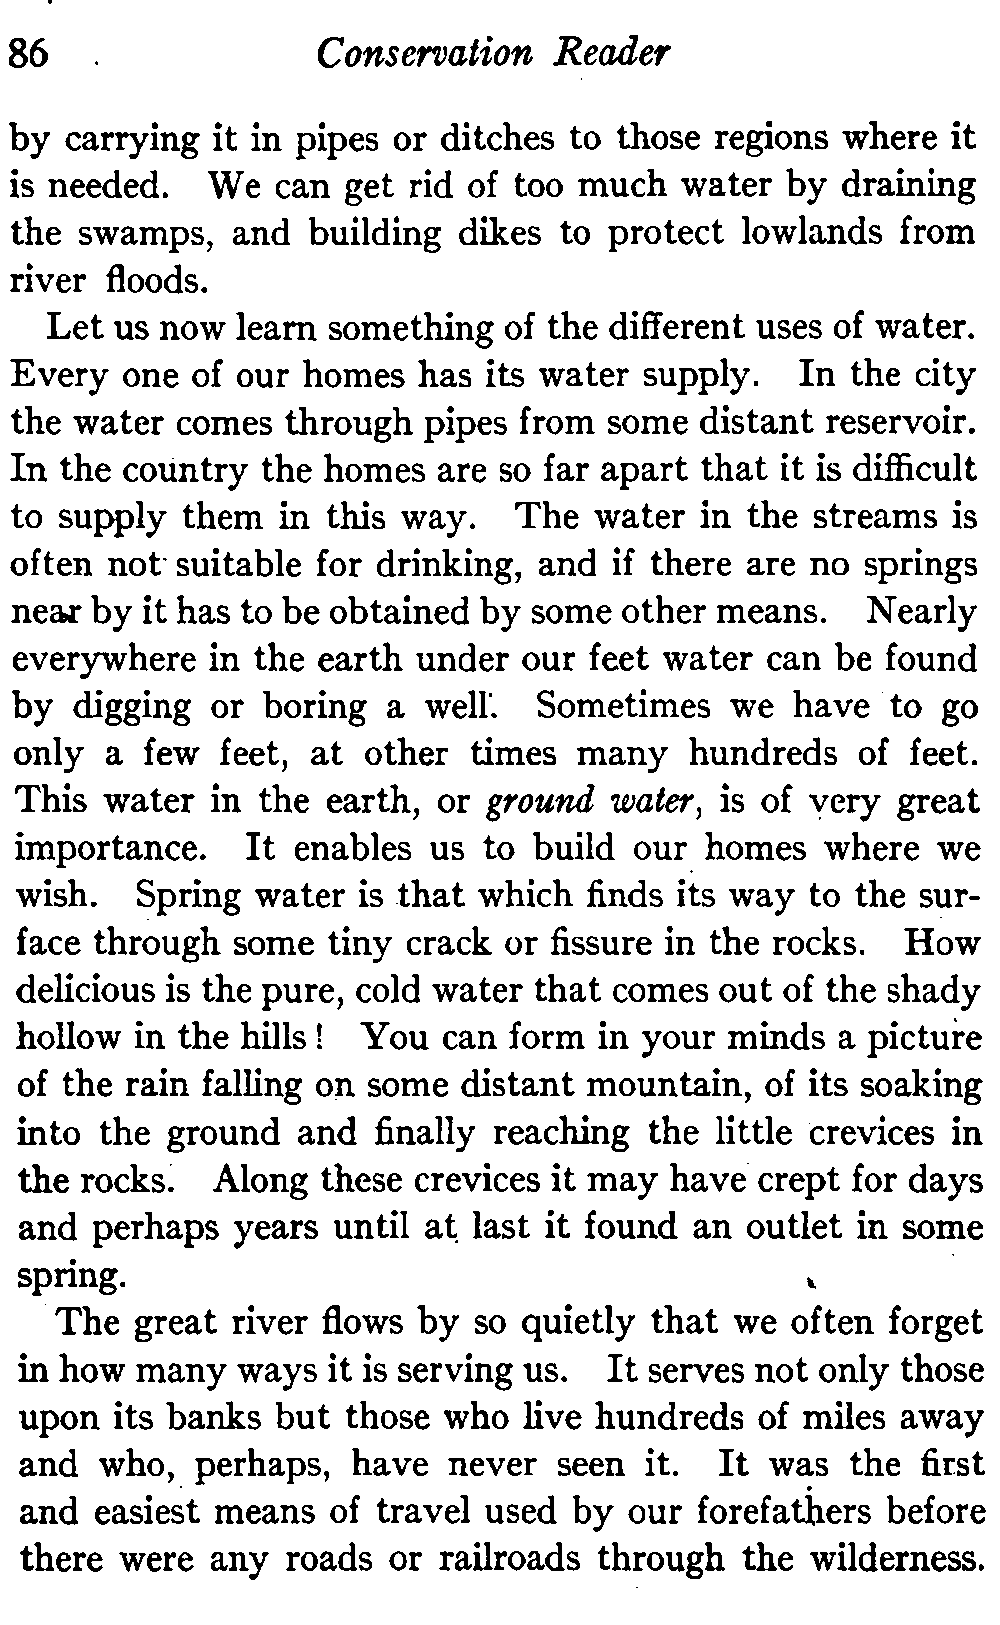 86 Conservation Reader
by carrying it in pipes or ditches to those regions where it
is needed. We can get rid of too much water by draining
the swamps, and building dikes to protect lowlands from
river floods.
Let us now learn something of the different uses of water.
Every one of our homes has its water supply. In the city
the water comes through pipes from some distant reservoir.
In the country the homes are so far apart that it is difficult
to supply them in this way. The water in the streams is
often not suitable for drinking, and if there are no springs
near by it has to be obtained by some other means. Nearly
everywhere in the earth under our feet water can be found
by digging or boring a well. Sometimes we have to go
only a few feet, at other times many hundreds of feet.
This water in the earth, or ground water, is of very great
importance. It enables us to build our homes where we
wish. Spring water is that which finds its way to the sur-
face through some tiny crack or fissure in the rocks. How
delicious is the pure, cold water that comes out of the shady
hollow in the hills! You can form in your minds a picture
of the rain falling on some distant mountain, of its soaking
into the ground and finally reaching the little crevices in
the rocks. Along these crevices it may have crept for days
and perhaps years until at last it found an outlet in some
spring.
The great river flows by so quietly that we often forget
in how many ways it is serving us. It serves not only those
upon its banks but those who live hundreds of miles away
and who, perhaps, have never seen it. It was the first
and easiest means of travel used by our forefathers before
there were any roads or railroads through the wilderness.